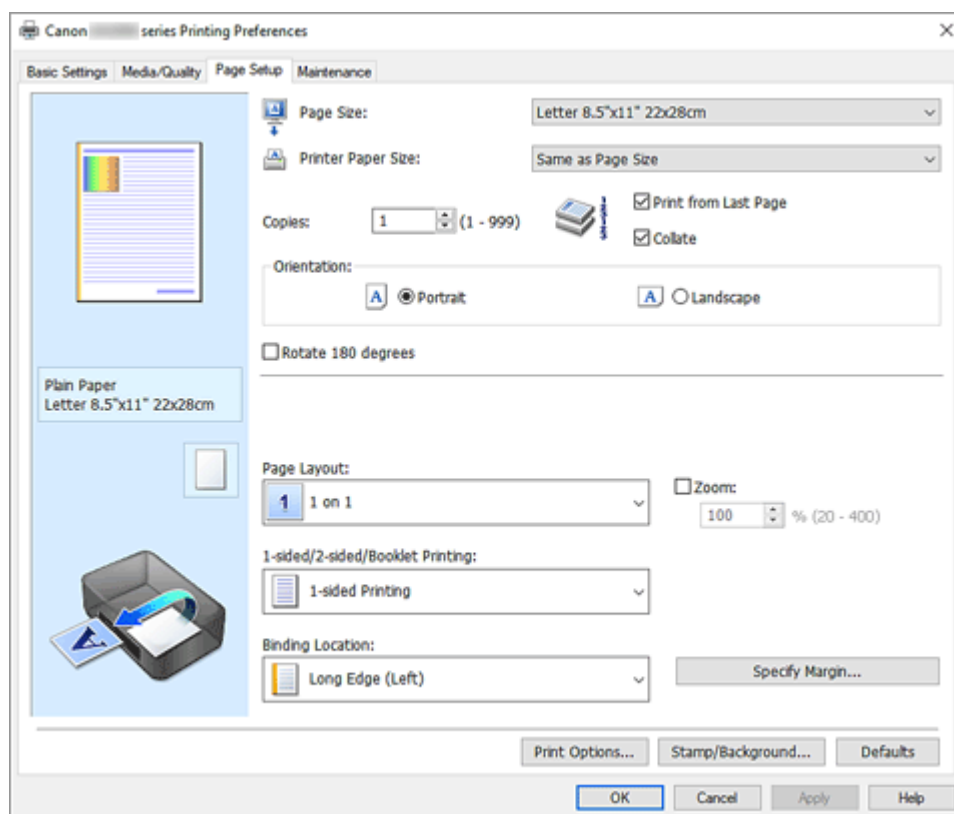 Canon series Printing Preferences
Basic Settings Media/Quality Page Setup Maintenance
Page Size: Letter 8.5"x11" 22x28cm
Printer Paper Size: Same as Page Size
Copies: 1 (1 - 999)
Print from Last Page
Collate
Orientation:
A Portrait A Landscape
Rotate 180 degrees
Plain Paper
Letter 8.5"x11" 22x28cm
Page Layout:
1 1 on 1
Zoom:
100 % (20 - 400)
1-sided/2-sided/Booklet Printing:
1-sided Printing
Binding Location:
Long Edge (Left)
Specify Margin...
A
Print Options... Stamp/Background... Defaults
OK Cancel Apply Help